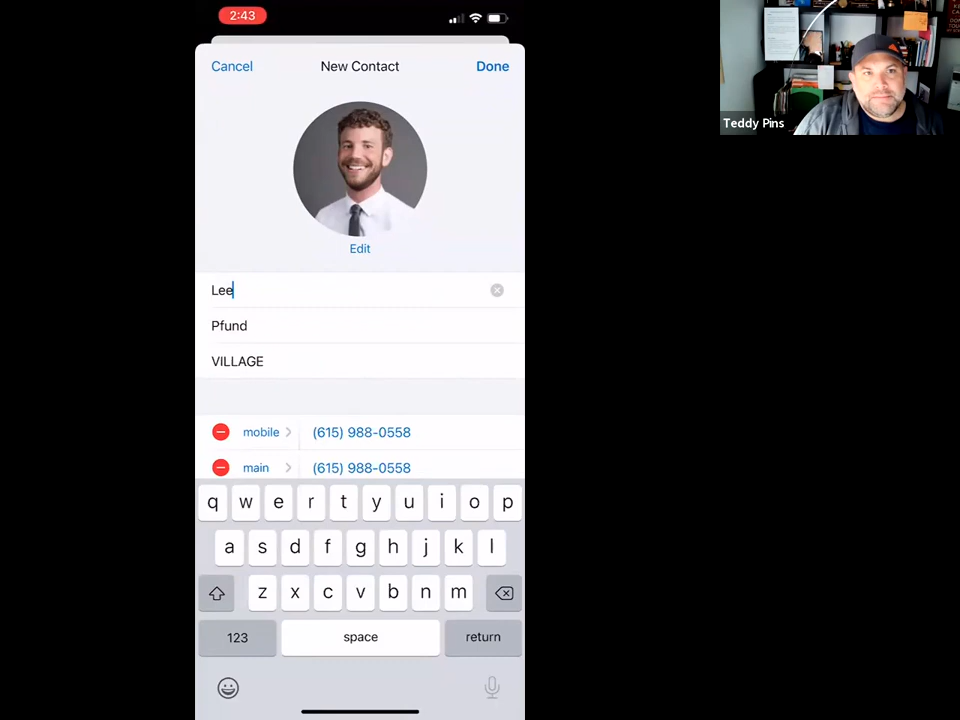 2:43
Cancel
New Contact
Done
Edit
Lee
Pfund
VILLAGE
mobile
(615) 988-0558
main
(615) 988-0558
q w e r t y u i o p
a s d f g h j k l
z x c v b n m
123
space
return
Teddy Pins